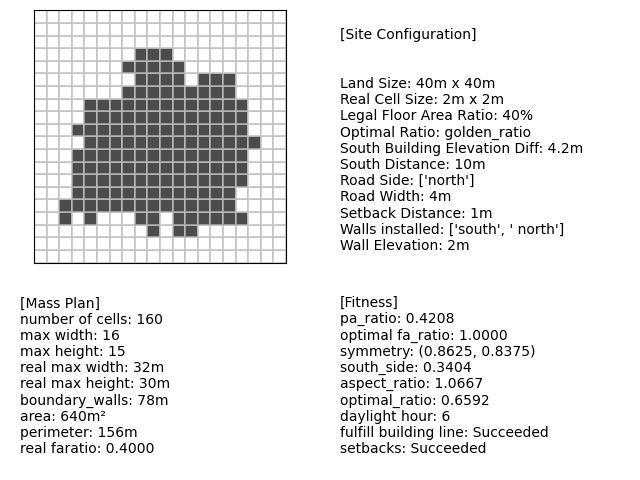 [Site Configuration]
Land Size: 40m x 40m
Real Cell Size: 2m x 2m
Legal Floor Area Ratio: 40%
Optimal Ratio: golden_ratio
South Building Elevation Diff: 4.2m
South Distance: 10m
Road Side: ['north']
Road Width: 4m
Setback Distance: 1m
Walls installed: ['south', ' north']
Wall Elevation: 2m
[Mass Plan]
number of cells: 160
max width: 16
max height: 15
real max width: 32m
real max height: 30m
boundary_walls: 78m
area: 640m²
perimeter: 156m
real faratio: 0.4000
[Fitness]
pa_ratio: 0.4208
optimal fa_ratio: 1.0000
symmetry: (0.8625, 0.8375)
south_side: 0.3404
aspect_ratio: 1.0667
optimal_ratio: 0.6592
daylight hour: 6
fulfill building line: Succeeded
setbacks: Succeeded